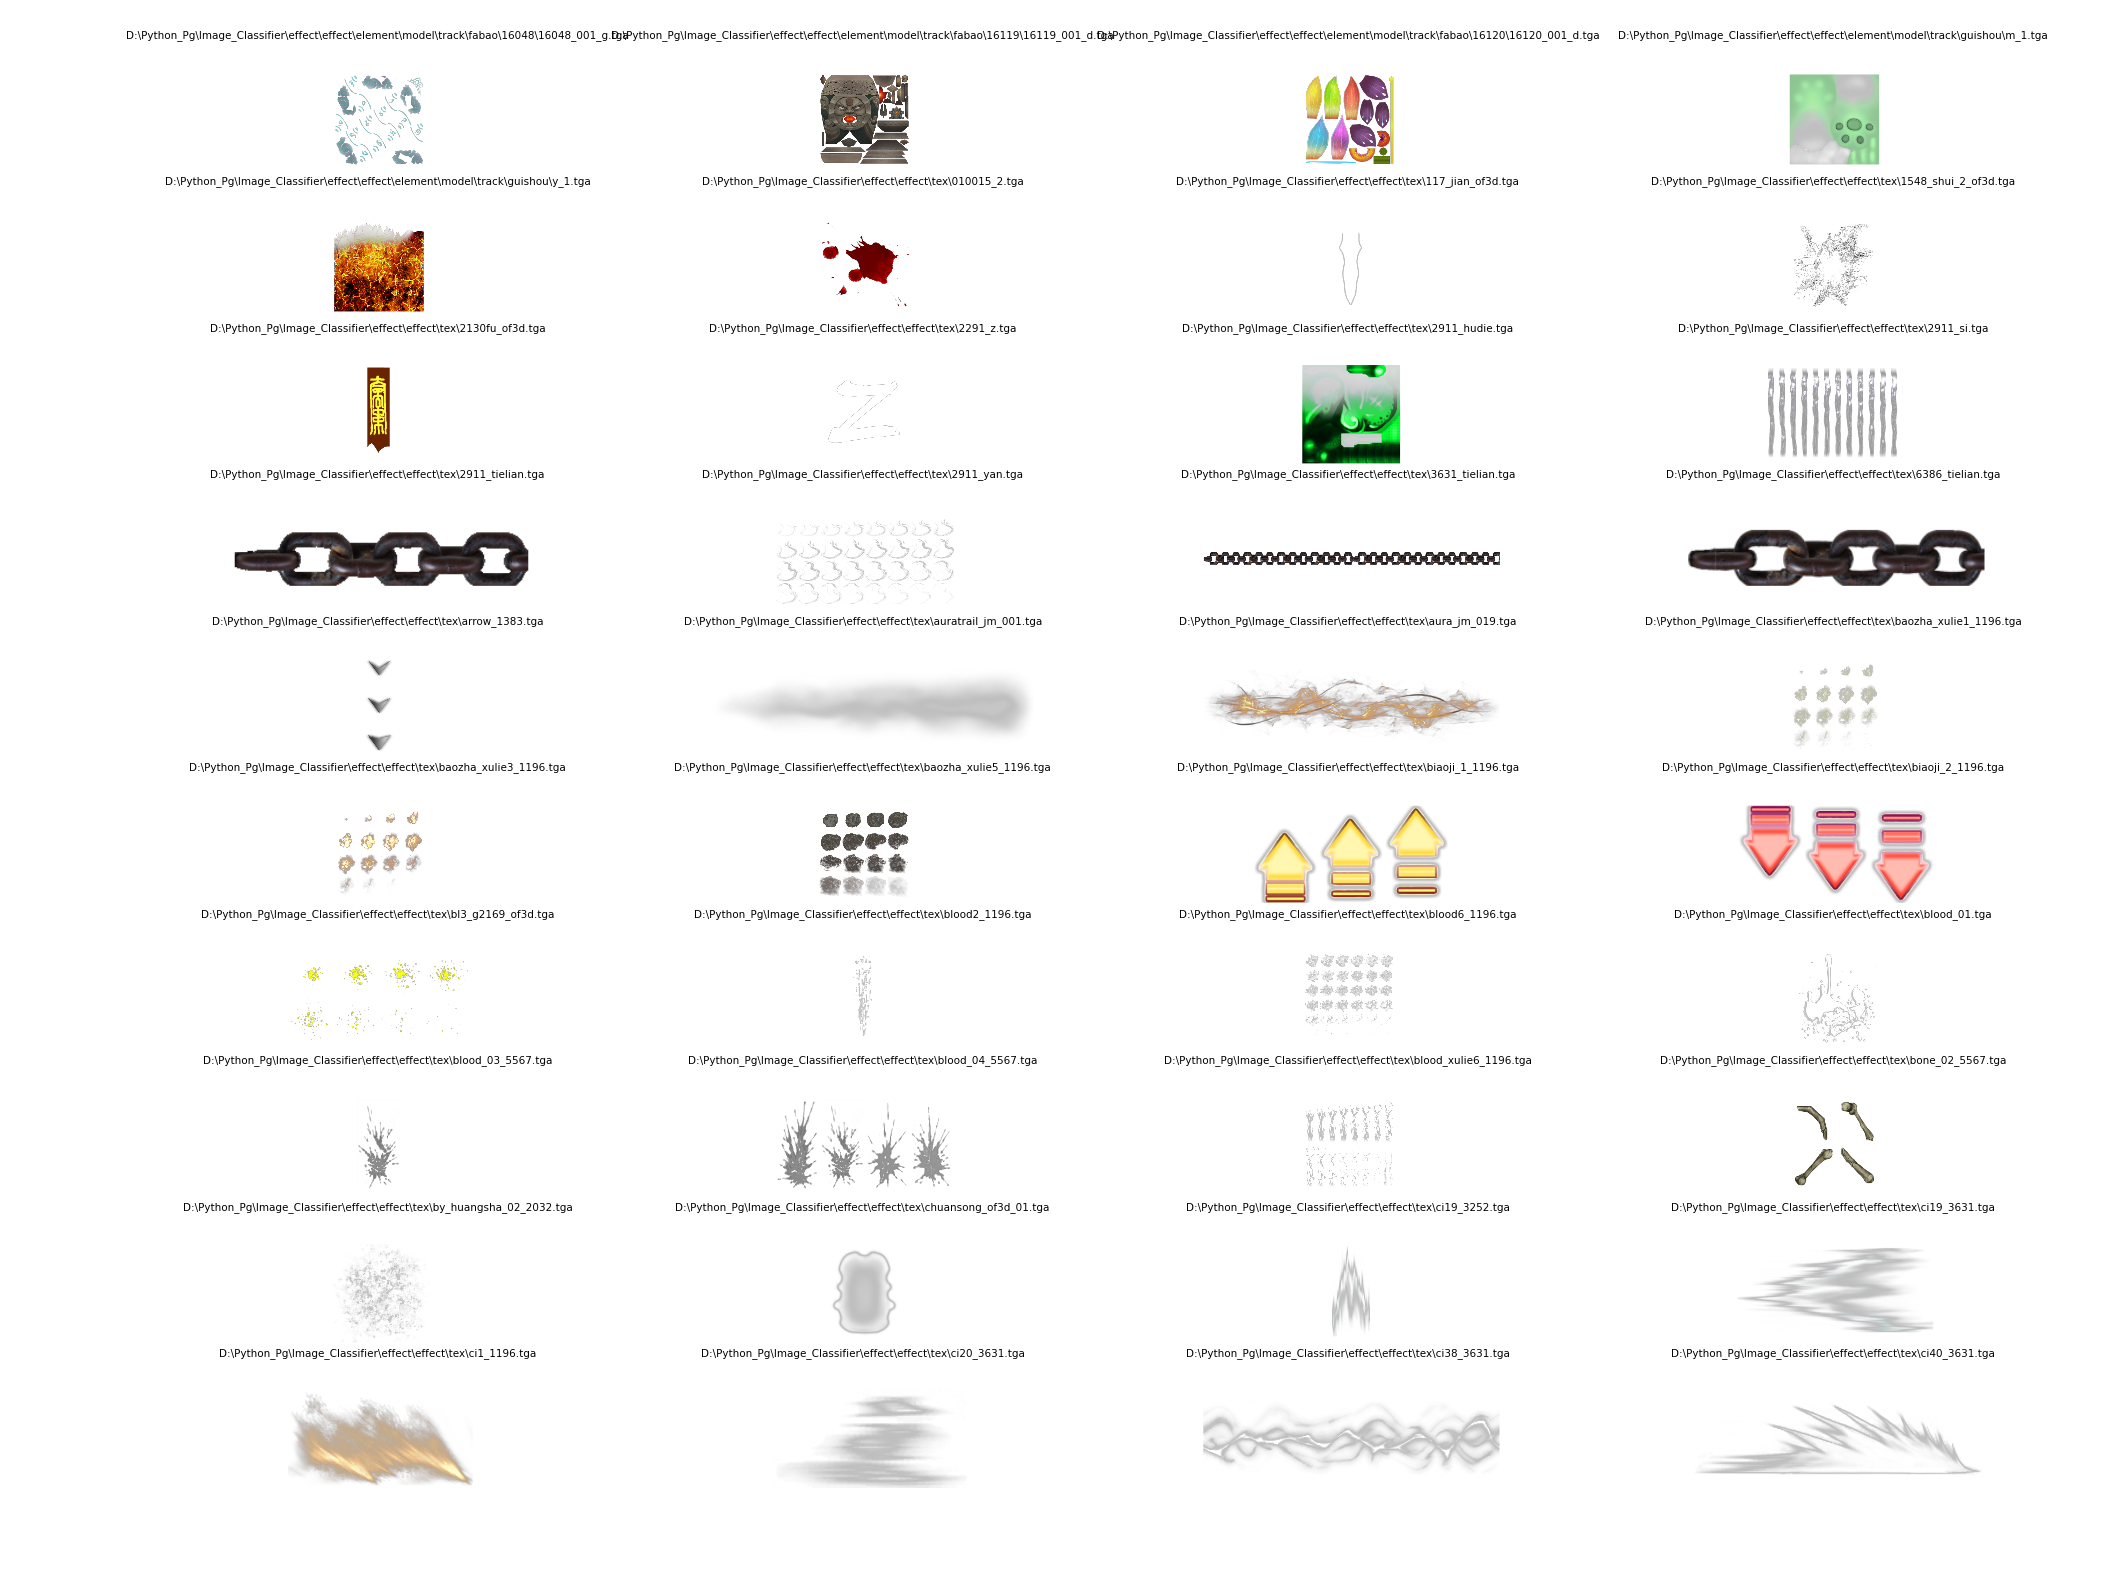 D:\Python_Pg\Image_Classifier\effect\effect\element\model\track\fabao\16048\16048_001_g.tga
D:\Python_Pg\Image_Classifier\effect\effect\element\model\track\fabao\16119\16119_001_d.tga
D:\Python_Pg\Image_Classifier\effect\effect\element\model\track\fabao\16120\16120_001_d.tga
D:\Python_Pg\Image_Classifier\effect\effect\element\model\track\guishou\m_1.tga
D:\Python_Pg\Image_Classifier\effect\effect\element\model\track\guishou\y_1.tga
D:\Python_Pg\Image_Classifier\effect\effect\tex\010015_2.tga
D:\Python_Pg\Image_Classifier\effect\effect\tex\117_jian_of3d.tga
D:\Python_Pg\Image_Classifier\effect\effect\tex\1548_shui_2_of3d.tga
D:\Python_Pg\Image_Classifier\effect\effect\tex\2130fu_of3d.tga
D:\Python_Pg\Image_Classifier\effect\effect\tex\2291_z.tga
D:\Python_Pg\Image_Classifier\effect\effect\tex\2911_hudie.tga
D:\Python_Pg\Image_Classifier\effect\effect\tex\2911_si.tga
D:\Python_Pg\Image_Classifier\effect\effect\tex\2911_tielian.tga
D:\Python_Pg\Image_Classifier\effect\effect\tex\2911_yan.tga
D:\Python_Pg\Image_Classifier\effect\effect\tex\3631_tielian.tga
D:\Python_Pg\Image_Classifier\effect\effect\tex\6386_tielian.tga
D:\Python_Pg\Image_Classifier\effect\effect\tex\arrow_1383.tga
D:\Python_Pg\Image_Classifier\effect\effect\tex\auratrail_jm_001.tga
D:\Python_Pg\Image_Classifier\effect\effect\tex\aura_jm_019.tga
D:\Python_Pg\Image_Classifier\effect\effect\tex\baozha_xulie1_1196.tga
D:\Python_Pg\Image_Classifier\effect\effect\tex\baozha_xulie3_1196.tga
D:\Python_Pg\Image_Classifier\effect\effect\tex\baozha_xulie5_1196.tga
D:\Python_Pg\Image_Classifier\effect\effect\tex\biaoji_1_1196.tga
D:\Python_Pg\Image_Classifier\effect\effect\tex\biaoji_2_1196.tga
D:\Python_Pg\Image_Classifier\effect\effect\tex\bl3_g2169_of3d.tga
D:\Python_Pg\Image_Classifier\effect\effect\tex\blood2_1196.tga
D:\Python_Pg\Image_Classifier\effect\effect\tex\blood6_1196.tga
D:\Python_Pg\Image_Classifier\effect\effect\tex\blood_01.tga
D:\Python_Pg\Image_Classifier\effect\effect\tex\blood_03_5567.tga
D:\Python_Pg\Image_Classifier\effect\effect\tex\blood_04_5567.tga
D:\Python_Pg\Image_Classifier\effect\effect\tex\blood_xulie6_1196.tga
D:\Python_Pg\Image_Classifier\effect\effect\tex\bone_02_5567.tga
D:\Python_Pg\Image_Classifier\effect\effect\tex\by_huangsha_02_2032.tga
D:\Python_Pg\Image_Classifier\effect\effect\tex\chuansong_of3d_01.tga
D:\Python_Pg\Image_Classifier\effect\effect\tex\ci19_3252.tga
D:\Python_Pg\Image_Classifier\effect\effect\tex\ci19_3631.tga
D:\Python_Pg\Image_Classifier\effect\effect\tex\ci1_1196.tga
D:\Python_Pg\Image_Classifier\effect\effect\tex\ci20_3631.tga
D:\Python_Pg\Image_Classifier\effect\effect\tex\ci38_3631.tga
D:\Python_Pg\Image_Classifier\effect\effect\tex\ci40_3631.tga